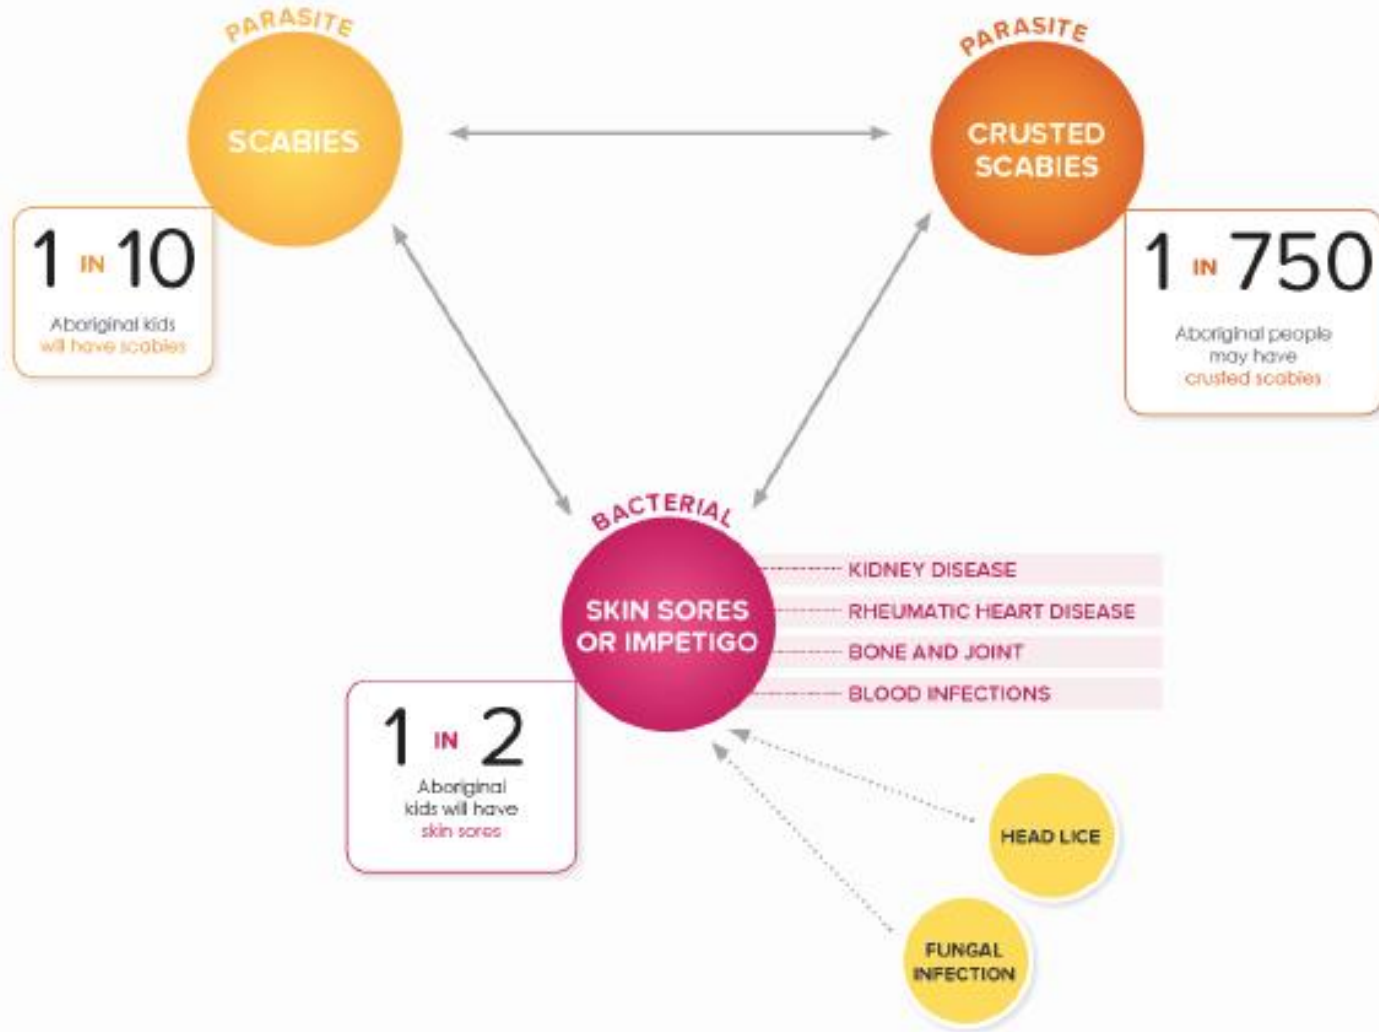 PARASITE
SCABIES
1 IN 10
Aboriginal kids
will have scabies
PARASITE
CRUSTED
SCABIES
1 IN 750
Aboriginal people
may have
crusted scabies
BACTERIAL
SKIN SORES
OR IMPETIGO
KIDNEY DISEASE
RHEUMATIC HEART DISEASE
BONE AND JOINT
BLOOD INFECTIONS
1 IN 2
Aboriginal
kids will have
skin sores
HEAD LICE
FUNGAL
INFECTION